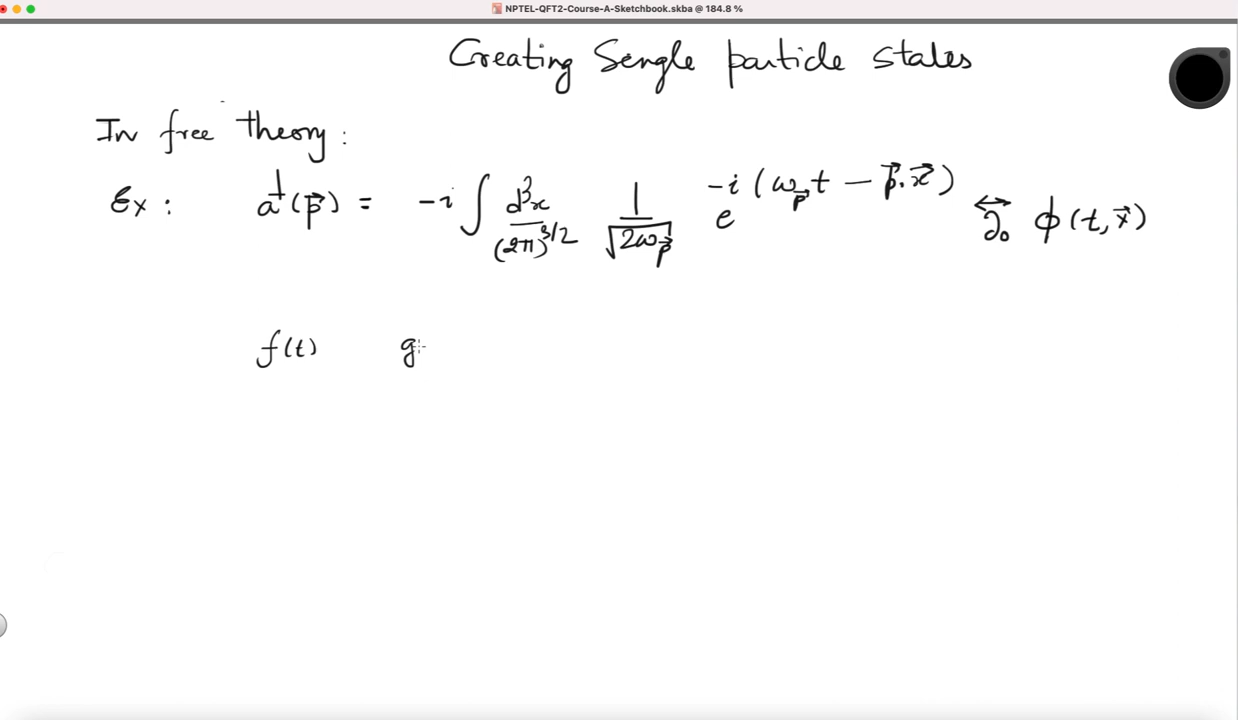 NPTEL-QFT2-Course-A-Sketchbook.skba @ 184.8 %
Creating Single particle states
In free theory :
Ex : a†(p⃗) = -i ∫ d³x/(2π)^{3/2} 1/√(2ω_p⃗) e^{-i(ω_p⃗ t - p⃗.x⃗)} ∂₀↔ ϕ(t, x⃗)
f(t) g